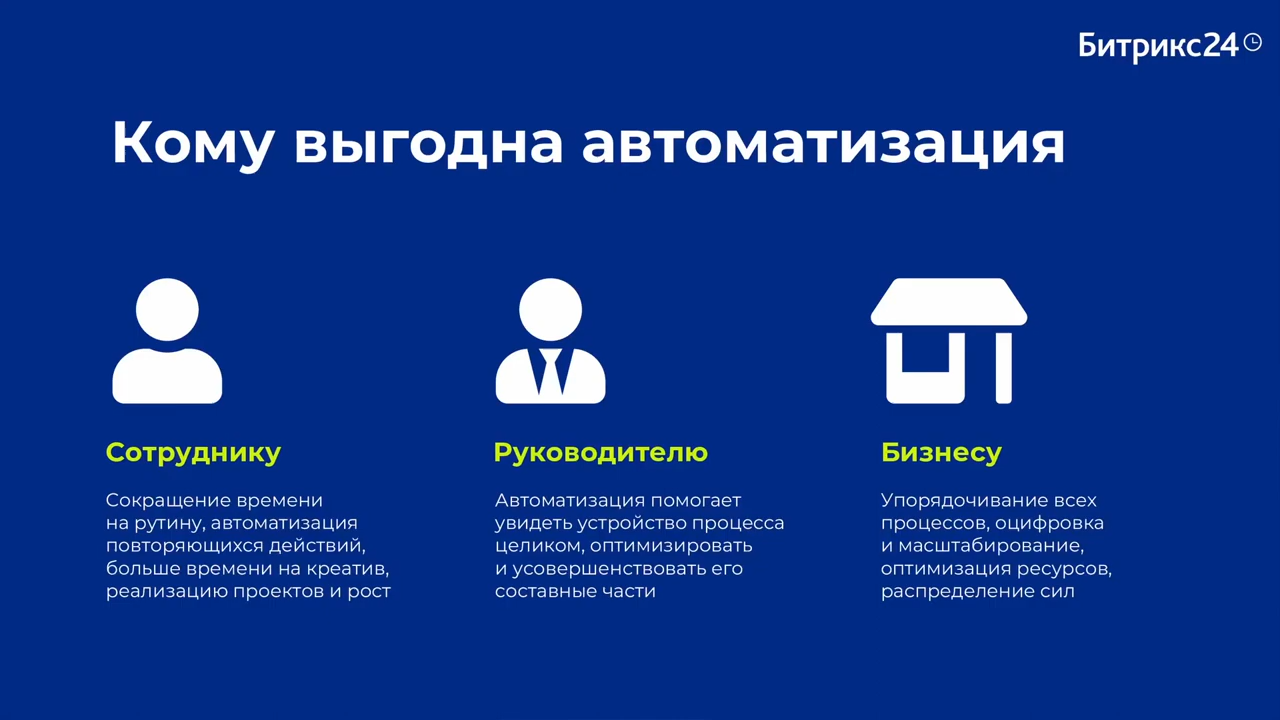 Битрикс24
Кому выгодна автоматизация
Сотруднику
Сокращение времени
на рутину, автоматизация
повторяющихся действий,
больше времени на креатив,
реализацию проектов и рост
Руководителю
Автоматизация помогает
увидеть устройство процесса
целиком, оптимизировать
и усовершенствовать его
составные части
Бизнесу
Упорядочивание всех
процессов, оцифровка
и масштабирование,
оптимизация ресурсов,
распределение сил